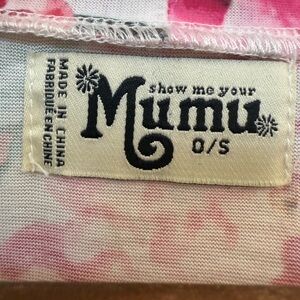 show me your
Mumu
O/S
MADE IN CHINA
FABRIQUE EN CHINE